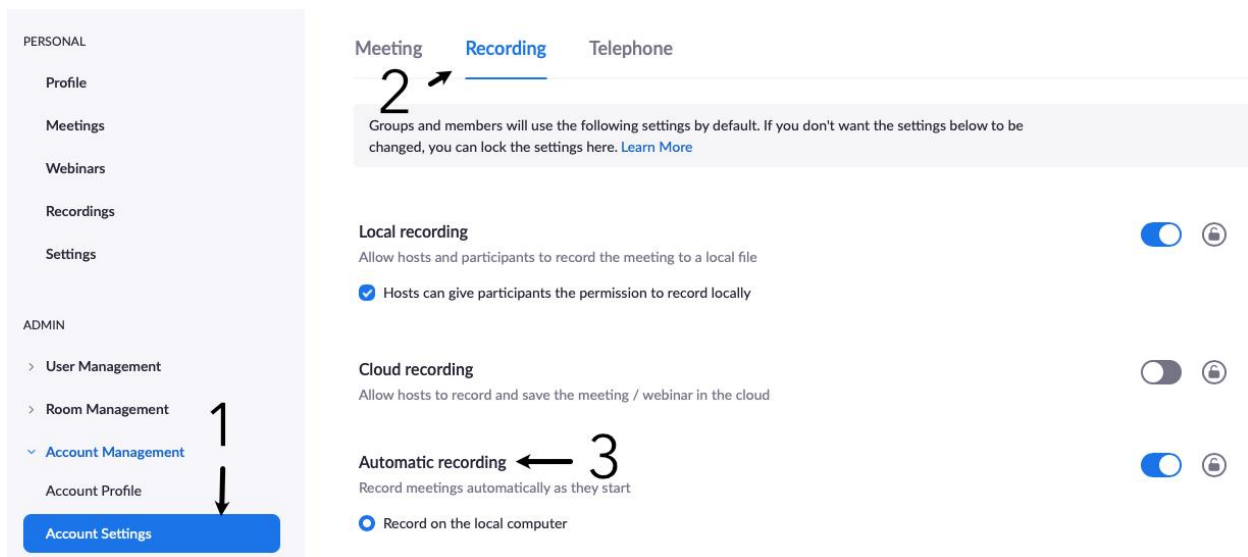 PERSONAL
Profile
Meetings
Webinars
Recordings
Settings
ADMIN
User Management
Room Management
1
Account Management
Account Profile
Account Settings
Meeting Recording Telephone
2
Groups and members will use the following settings by default. If you don't want the settings below to be
changed, you can lock the settings here. Learn More
Local recording
Allow hosts and participants to record the meeting to a local file
Hosts can give participants the permission to record locally
Cloud recording
Allow hosts to record and save the meeting / webinar in the cloud
Automatic recording 3
Record meetings automatically as they start
Record on the local computer